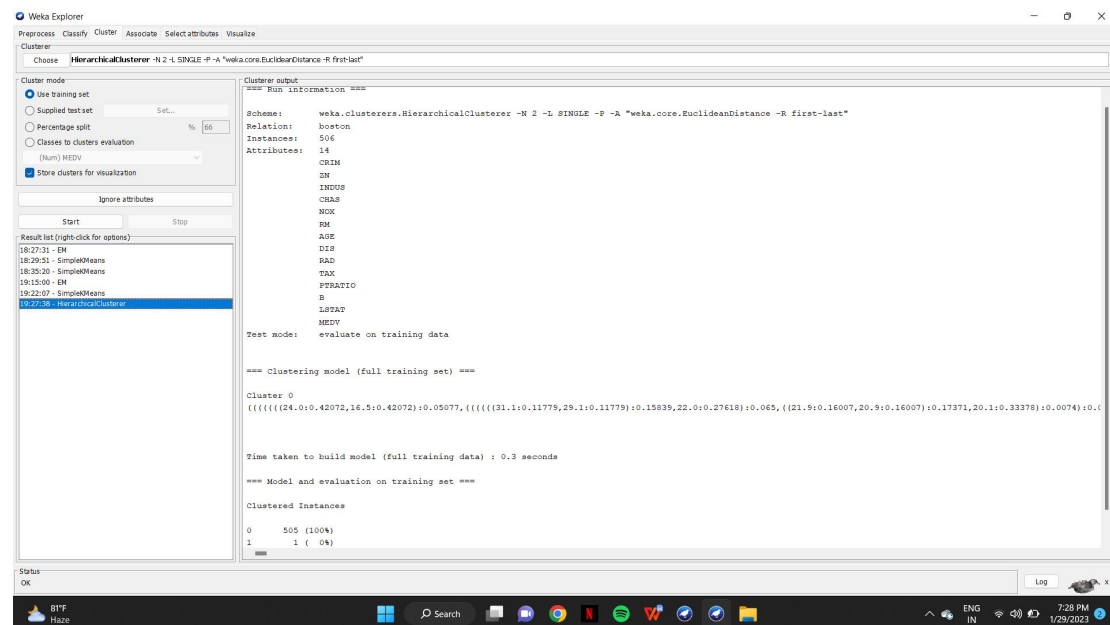 Weka Explorer
Preprocess Classify Cluster Associate Select attributes Visualize
Clusterer
Choose HierarchicalClusterer -N 2 -L SINGLE -P -A "weka.core.EuclideanDistance -R first-last"
Cluster mode
Use training set
Supplied test set Set...
Percentage split % 66
Classes to clusters evaluation
(Num) MEDV
Store clusters for visualization
Ignore attributes
Start Stop
Result list (right-click for options)
18:27:31 - EM
18:29:51 - SimpleKMeans
18:35:20 - SimpleKMeans
19:15:00 - EM
19:22:07 - SimpleKMeans
19:27:38 - HierarchicalClusterer
Clusterer output
=== Run information ===
Scheme: weka.clusterers.HierarchicalClusterer -N 2 -L SINGLE -P -A "weka.core.EuclideanDistance -R first-last"
Relation: boston
Instances: 506
Attributes: 14
CRIM
ZN
INDUS
CHAS
NOX
RM
AGE
DIS
RAD
TAX
PTRATIO
B
LSTAT
MEDV
Test mode: evaluate on training data
=== Clustering model (full training set) ===
Cluster 0
(((((((24.0:0.42072,16.5:0.42072):0.05077,((((((31.1:0.11779,29.1:0.11779):0.15839,22.0:0.27618):0.065,((21.9:0.16007,20.9:0.16007):0.17371,20.1:0.33378):0.0074):0.0
Time taken to build model (full training data) : 0.3 seconds
=== Model and evaluation on training set ===
Clustered Instances
0 505 (100%)
1 1 ( 0%)
Status
OK
Log x 0
81°F
Haze
Search
ENG
IN
7:28 PM
1/29/2023
2